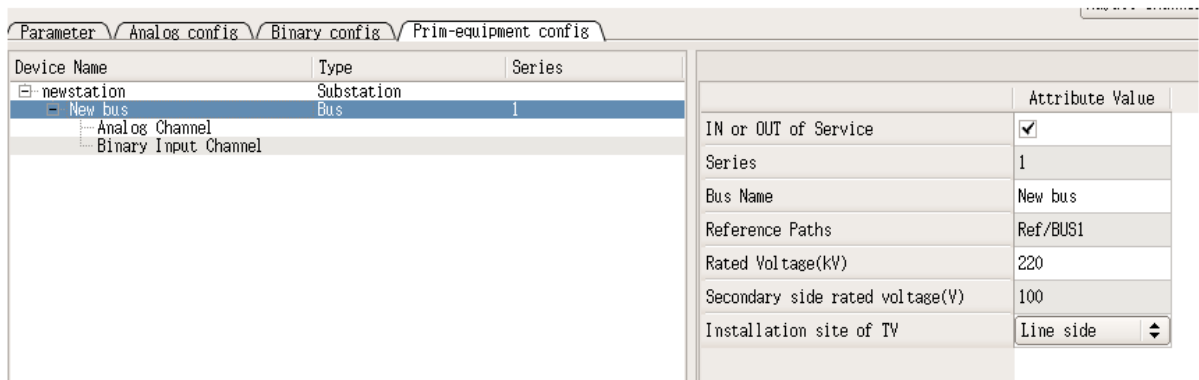 Parameter Analog config Binary config Prim-equipment config
Device Name Type Series
newstation Substation
New bus Bus 1
Analog Channel
Binary Input Channel
Attribute Value
IN or OUT of Service
Series 1
Bus Name New bus
Reference Paths Ref/BUS1
Rated Voltage(kV) 220
Secondary side rated voltage(V) 100
Installation site of TV Line side